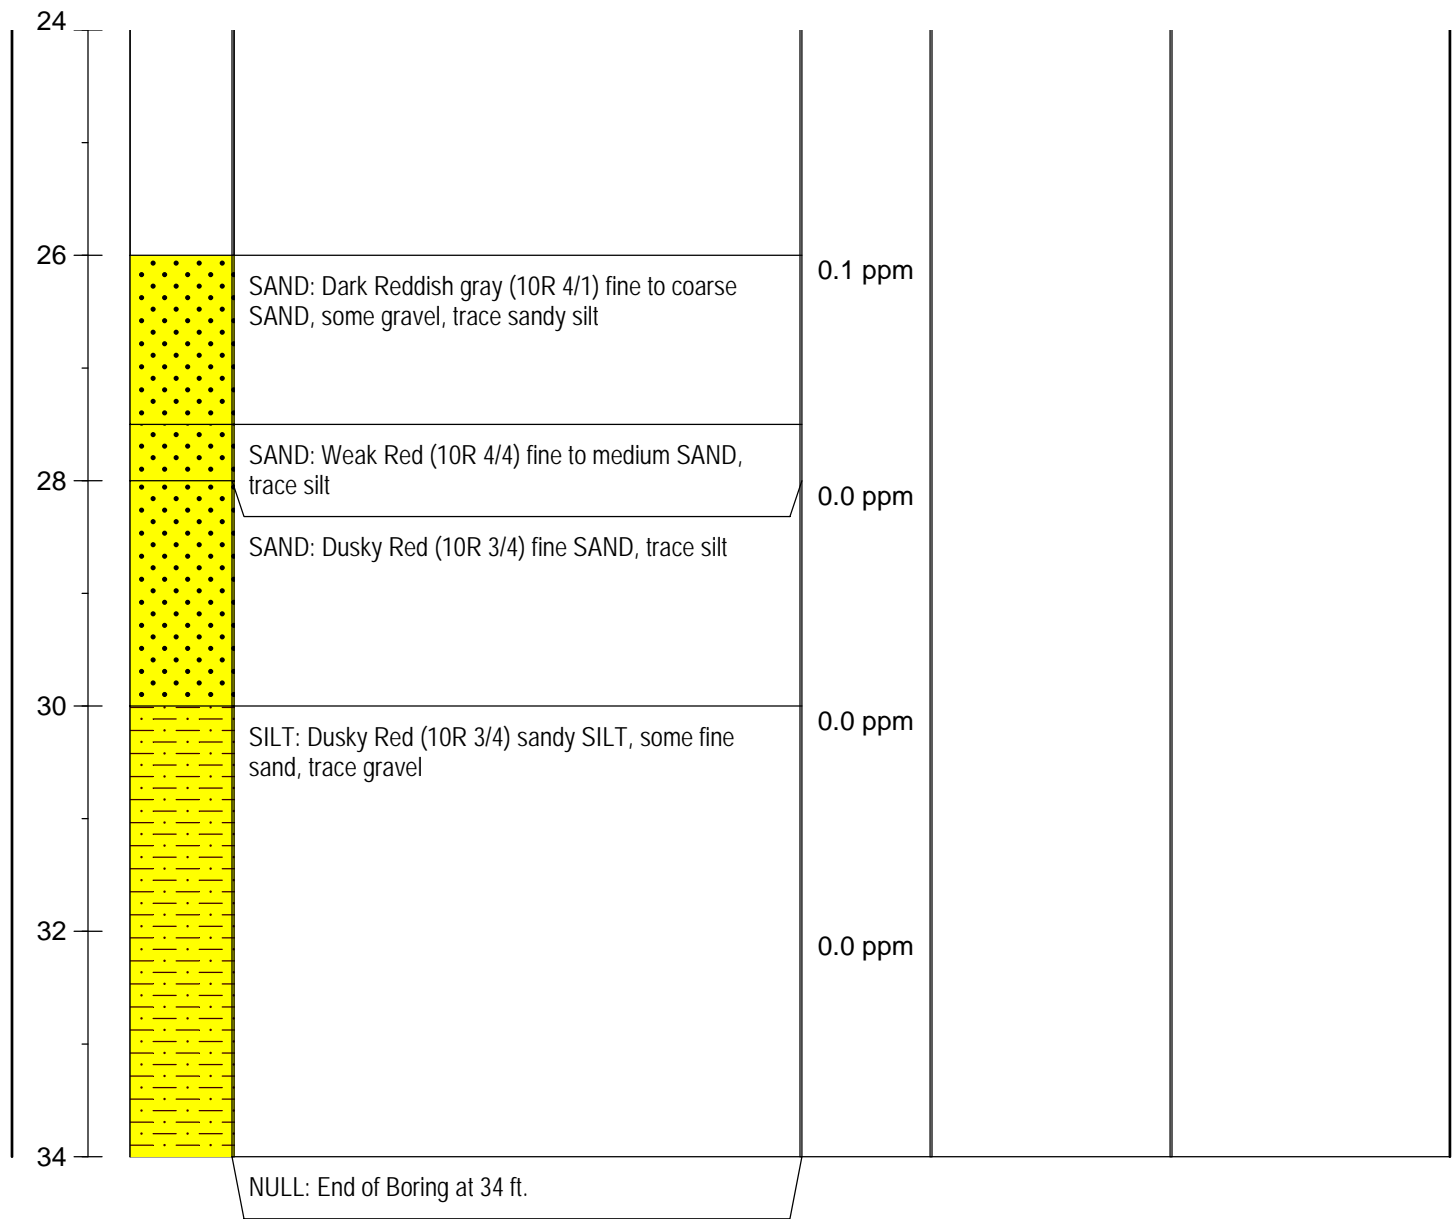 24
26
0.1 ppm
SAND: Dark Reddish gray (10R 4/1) fine to coarse
SAND, some gravel, trace sandy silt
SAND: Weak Red (10R 4/4) fine to medium SAND,
trace silt
28
0.0 ppm
SAND: Dusky Red (10R 3/4) fine SAND, trace silt
30
0.0 ppm
SILT: Dusky Red (10R 3/4) sandy SILT, some fine
sand, trace gravel
32
0.0 ppm
34
NULL: End of Boring at 34 ft.